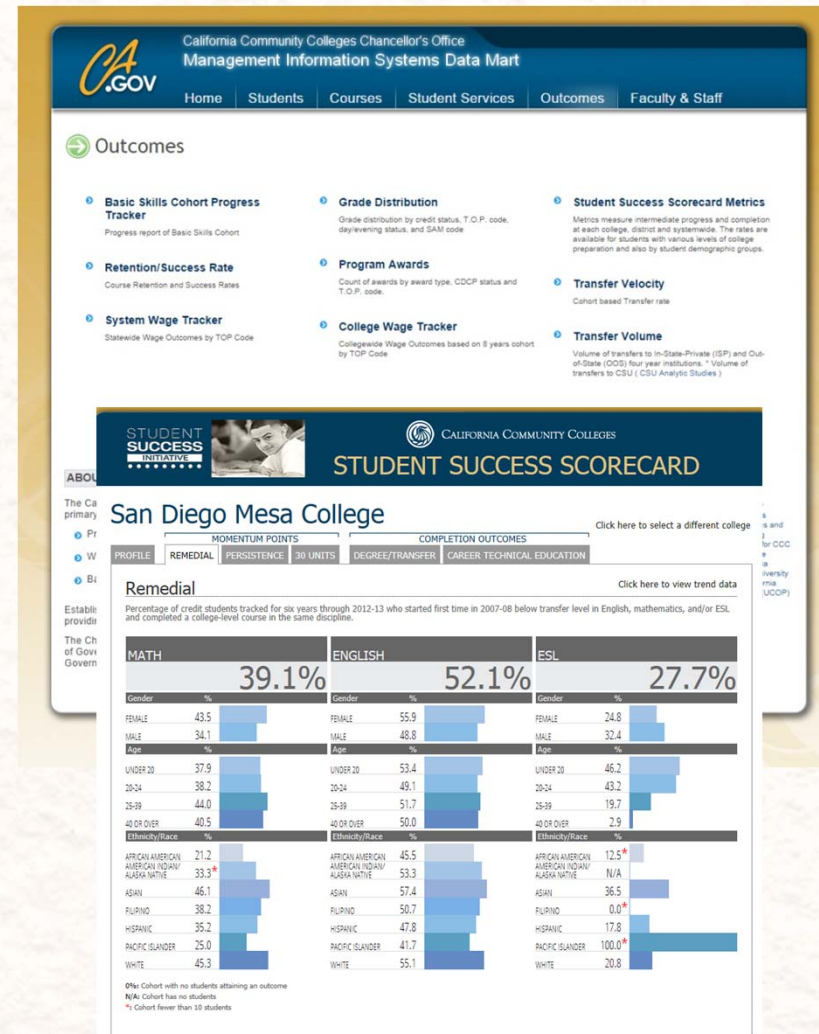 CA
.GOV
California Community Colleges Chancellor's Office
Management Information Systems Data Mart
Home Students Courses Student Services Outcomes Faculty & Staff
Outcomes
Basic Skills Cohort Progress
Tracker
Progress report of Basic Skills Cohort
Retention/Success Rate
Course Retention and Success Rates
System Wage Tracker
Statewide Wage Outcomes by TOP Code
Grade Distribution
Grade distribution by credit status, T.O.P. code,
day/evening status, and SAM code
Program Awards
Count of awards by award type, CDCP status and
T.O.P. code.
College Wage Tracker
Collegewide Wage Outcomes based on 8 years cohort
by TOP Code
Student Success Scorecard Metrics
Metrics measure intermediate progress and completion
at each college, district and systemwide. The rates are
available for students with various levels of college
preparation and also by student demographic groups.
Transfer Velocity
Cohort based Transfer rate
Transfer Volume
Volume of transfers to In-State-Private (ISP) and Out-
of-State (OOS) four year institutions. * Volume of
transfers to CSU ( CSU Analytic Studies )
ABOU
The Ca
primary
Pr
W
Ba
Establis
providin
The Ch
of Gove
Govern
s and
for CCC
iversity
rnia
UCOP)
STUDENT
SUCCESS
INITIATIVE
CALIFORNIA COMMUNITY COLLEGES
STUDENT SUCCESS SCORECARD
San Diego Mesa College
Click here to select a different college
MOMENTUM POINTS COMPLETION OUTCOMES
PROFILE REMEDIAL PERSISTENCE 30 UNITS DEGREE/TRANSFER CAREER TECHNICAL EDUCATION
Remedial
Click here to view trend data
Percentage of credit students tracked for six years through 2012-13 who started first time in 2007-08 below transfer level in English, mathematics, and/or ESL
and completed a college-level course in the same discipline.
MATH
39.1%
Gender %
FEMALE 43.5
MALE 34.1
Age %
UNDER 20 37.9
20-24 38.2
25-39 44.0
40 OR OVER 40.5
Ethnicity/Race %
AFRICAN AMERICAN 21.2
AMERICAN INDIAN/
ALASKA NATIVE 33.3*
ASIAN 46.1
FILIPINO 38.2
HISPANIC 35.2
PACIFIC ISLANDER 25.0
WHITE 45.3
ENGLISH
52.1%
Gender %
FEMALE 55.9
MALE 48.8
Age %
UNDER 20 53.4
20-24 49.1
25-39 51.7
40 OR OVER 50.0
Ethnicity/Race %
AFRICAN AMERICAN 45.5
AMERICAN INDIAN/
ALASKA NATIVE 53.3
ASIAN 57.4
FILIPINO 50.7
HISPANIC 47.8
PACIFIC ISLANDER 41.7
WHITE 55.1
ESL
27.7%
Gender %
FEMALE 24.8
MALE 32.4
Age %
UNDER 20 46.2
20-24 43.2
25-39 19.7
40 OR OVER 2.9
Ethnicity/Race %
AFRICAN AMERICAN 12.5*
AMERICAN INDIAN/
ALASKA NATIVE N/A
ASIAN 36.5
FILIPINO 0.0*
HISPANIC 17.8
PACIFIC ISLANDER 100.0*
WHITE 20.8
0%: Cohort with no students attaining an outcome
N/A: Cohort has no students
*: Cohort fewer than 10 students